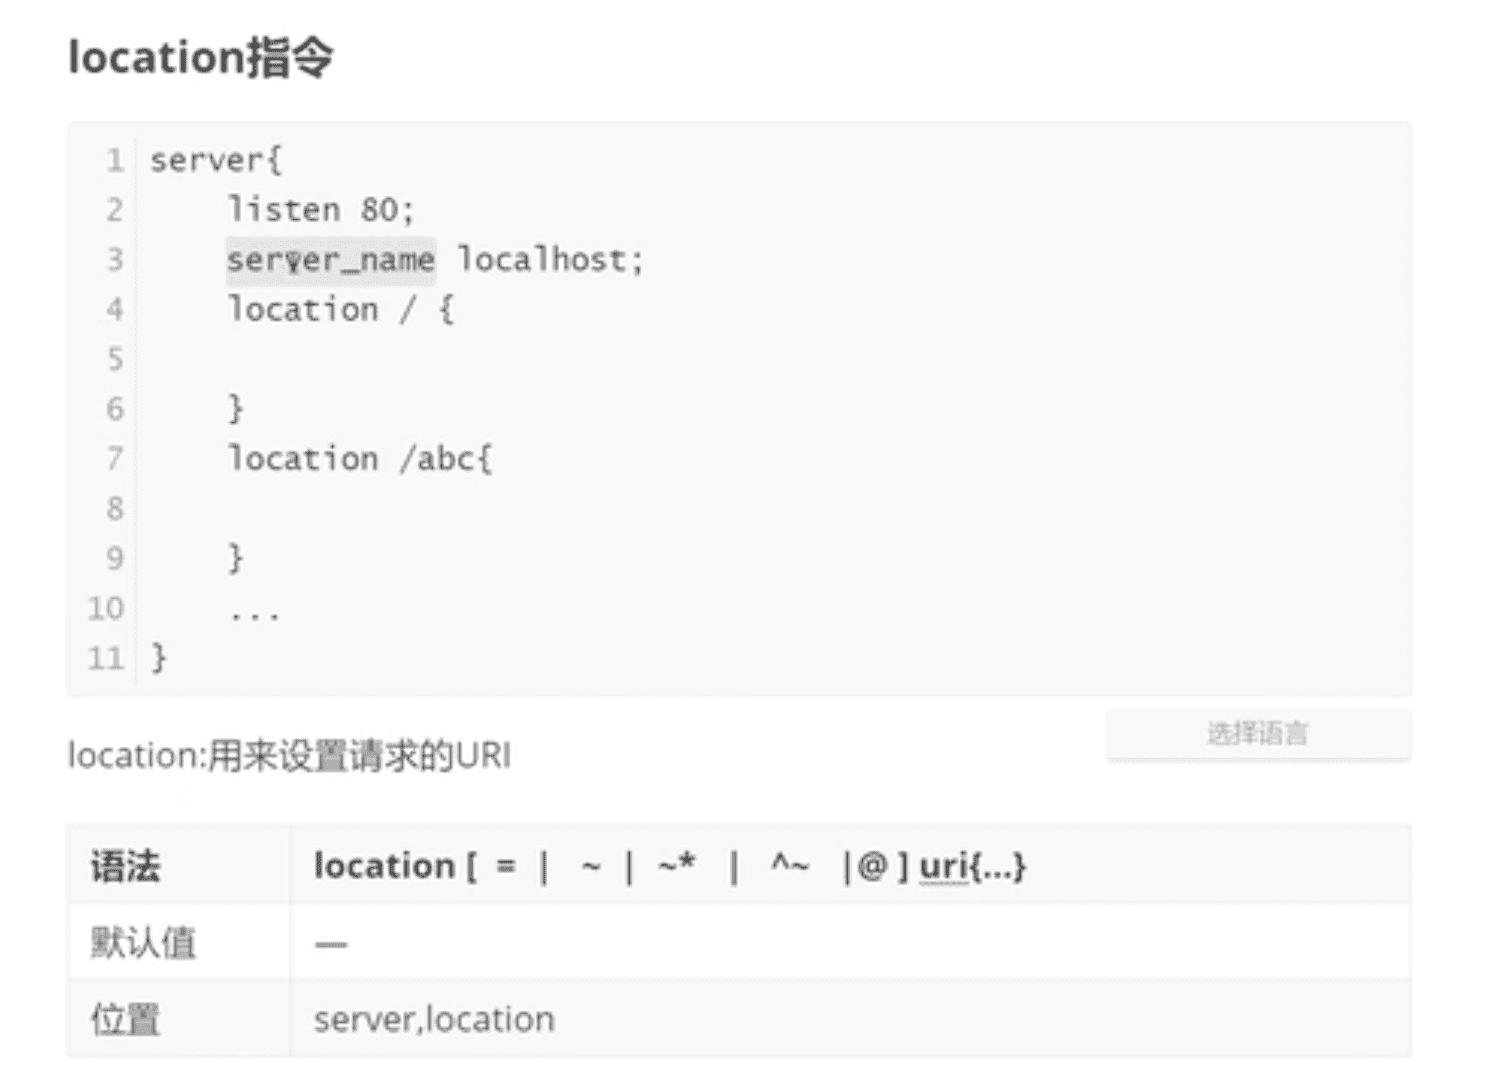 location指令
1 server{
2 listen 80;
3 server_name localhost;
4 location / {
5
6 }
7 location /abc{
8
9 }
10 ...
11 }
选择语言
location:用来设置请求的URI
语法 location [ = | ~ | ~* | ^~ |@ ] uri{...}
默认值 —
位置 server,location